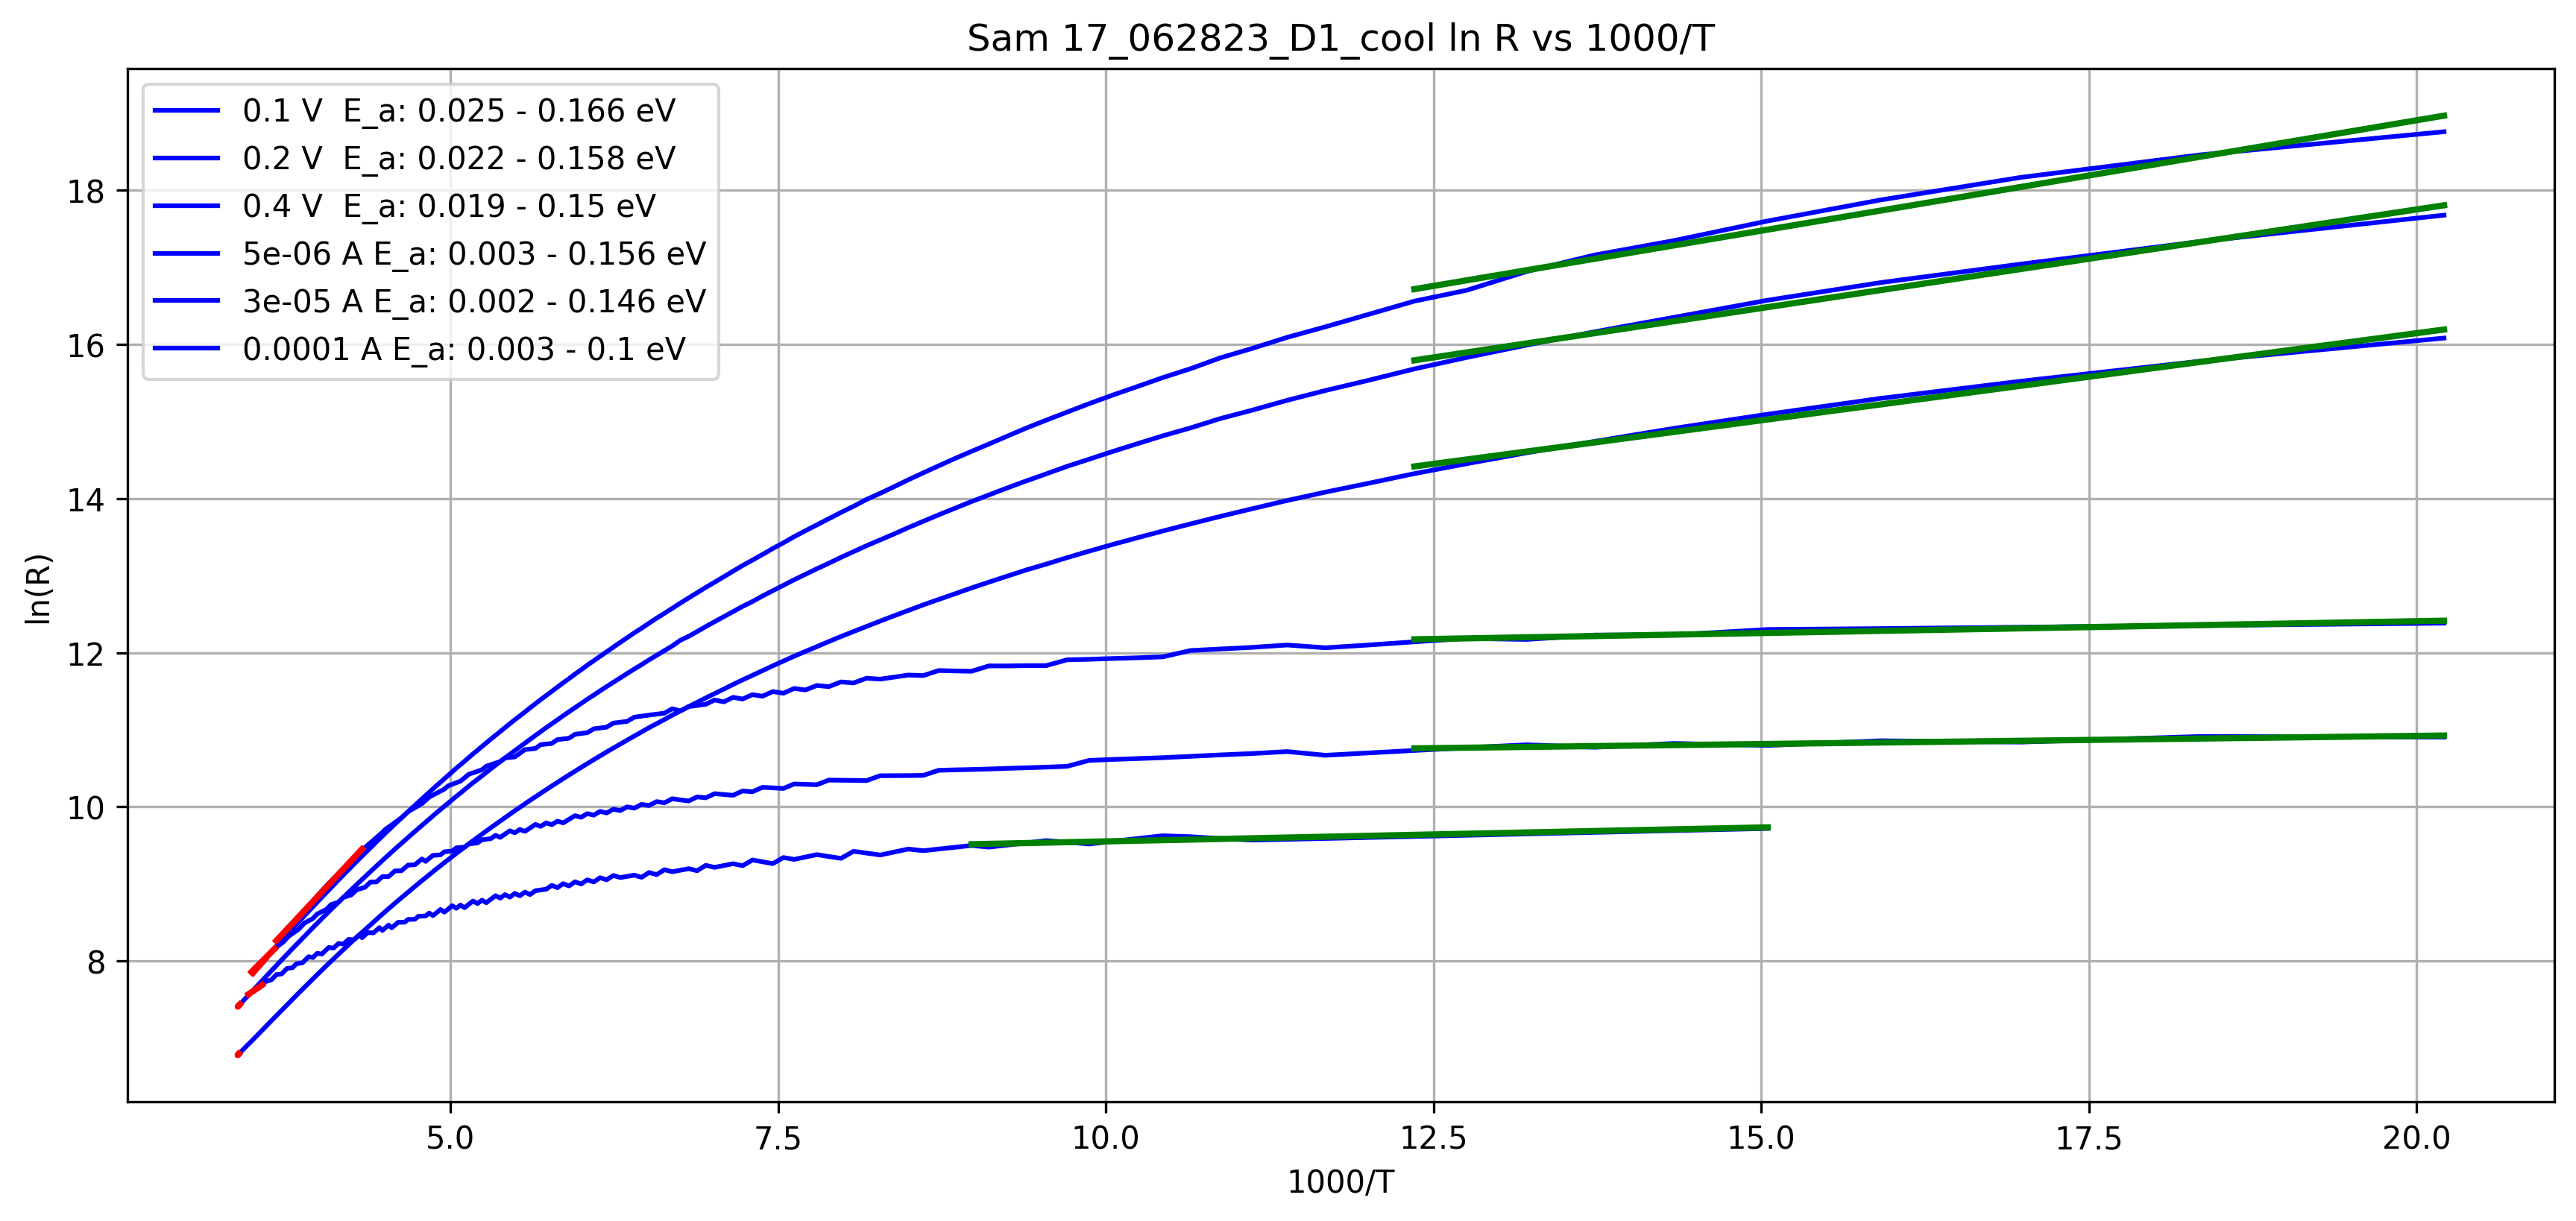 Sam 17_062823_D1_cool ln R vs 1000/T
0.1 V  E_a: 0.025 - 0.166 eV
0.2 V  E_a: 0.022 - 0.158 eV
0.4 V  E_a: 0.019 - 0.15 eV
5e-06 A E_a: 0.003 - 0.156 eV
3e-05 A E_a: 0.002 - 0.146 eV
0.0001 A E_a: 0.003 - 0.1 eV
ln(R)
18
16
14
12
10
8
5.0 7.5 10.0 12.5 15.0 17.5 20.0
1000/T